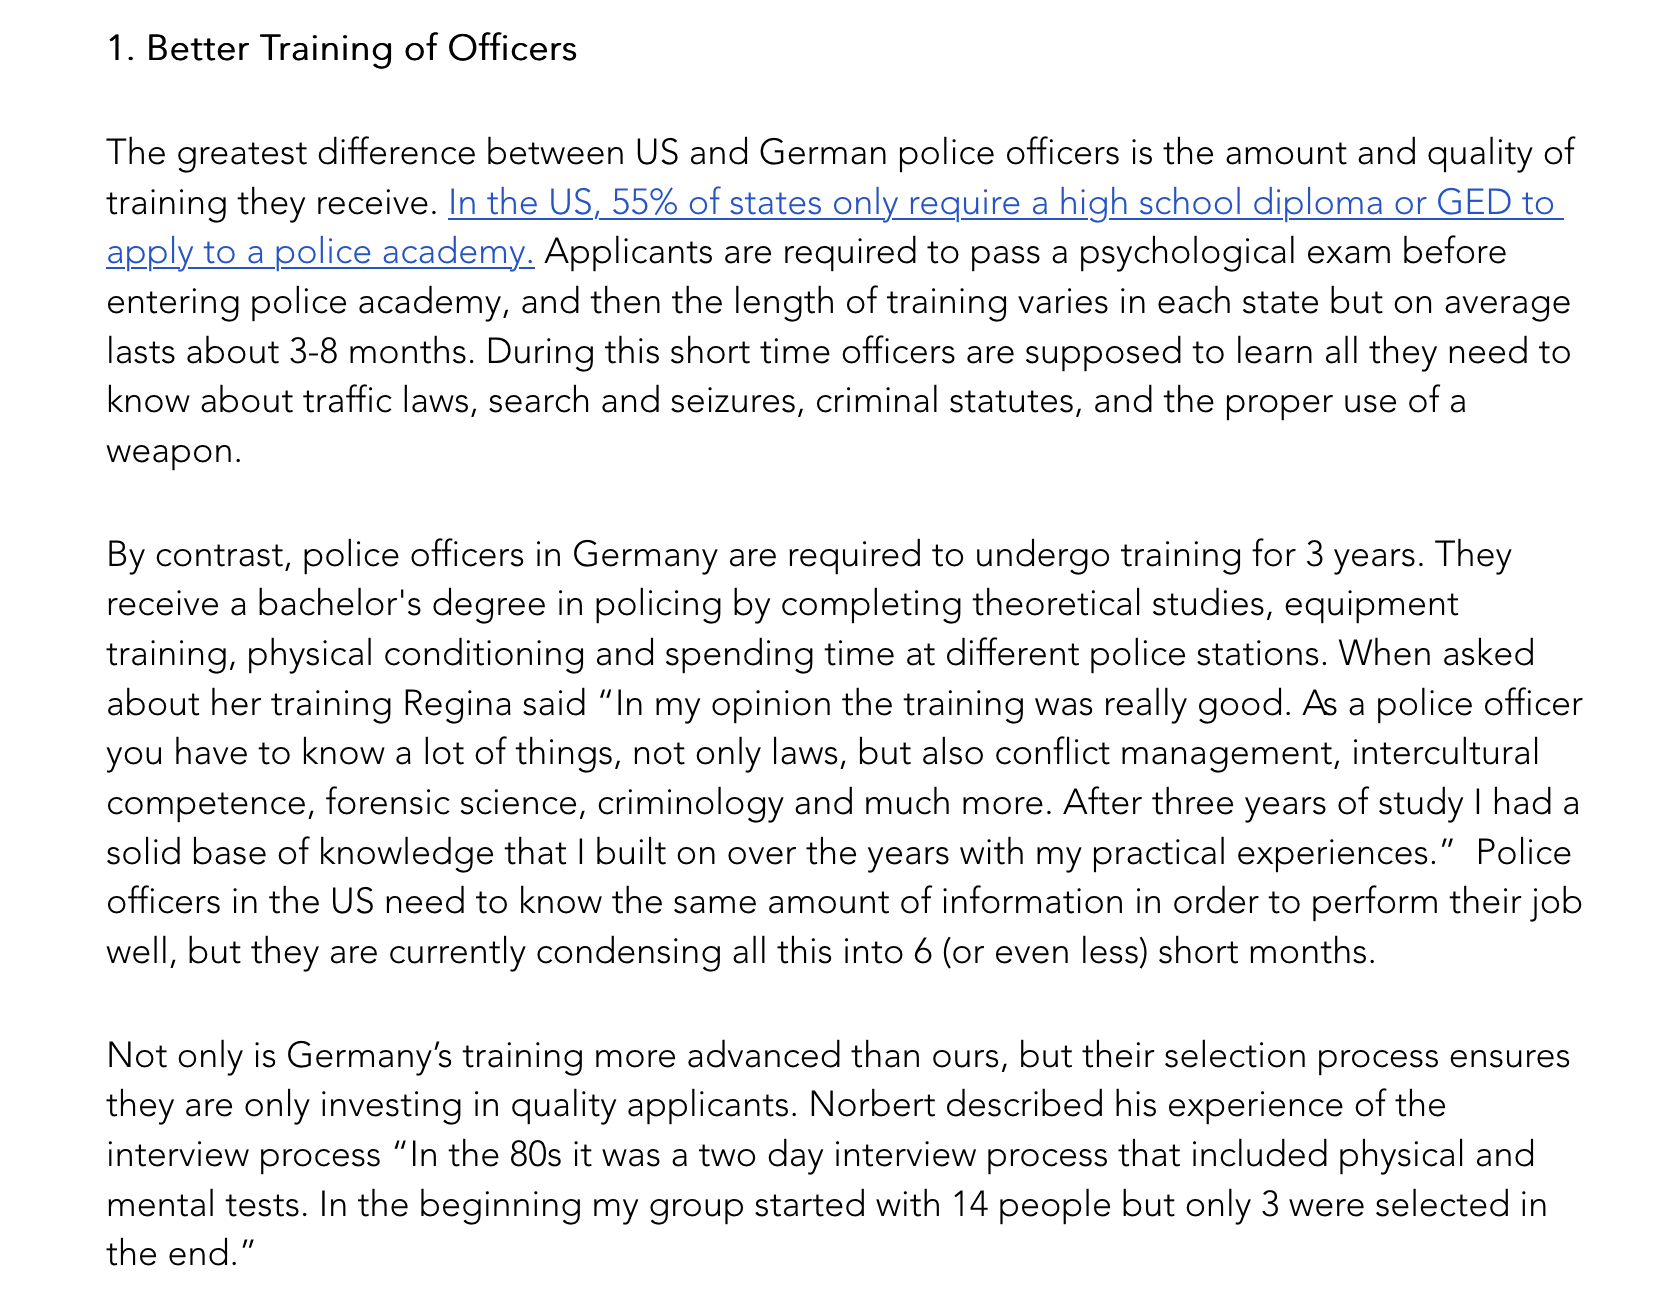 1. Better Training of Officers
The greatest difference between US and German police officers is the amount and quality of
training they receive. In the US, 55% of states only require a high school diploma or GED to
apply to a police academy. Applicants are required to pass a psychological exam before
entering police academy, and then the length of training varies in each state but on average
lasts about 3-8 months. During this short time officers are supposed to learn all they need to
know about traffic laws, search and seizures, criminal statutes, and the proper use of a
weapon.
By contrast, police officers in Germany are required to undergo training for 3 years. They
receive a bachelor's degree in policing by completing theoretical studies, equipment
training, physical conditioning and spending time at different police stations. When asked
about her training Regina said “In my opinion the training was really good. As a police officer
you have to know a lot of things, not only laws, but also conflict management, intercultural
competence, forensic science, criminology and much more. After three years of study I had a
solid base of knowledge that I built on over the years with my practical experiences.”  Police
officers in the US need to know the same amount of information in order to perform their job
well, but they are currently condensing all this into 6 (or even less) short months.
Not only is Germany’s training more advanced than ours, but their selection process ensures
they are only investing in quality applicants. Norbert described his experience of the
interview process “In the 80s it was a two day interview process that included physical and
mental tests. In the beginning my group started with 14 people but only 3 were selected in
the end.”